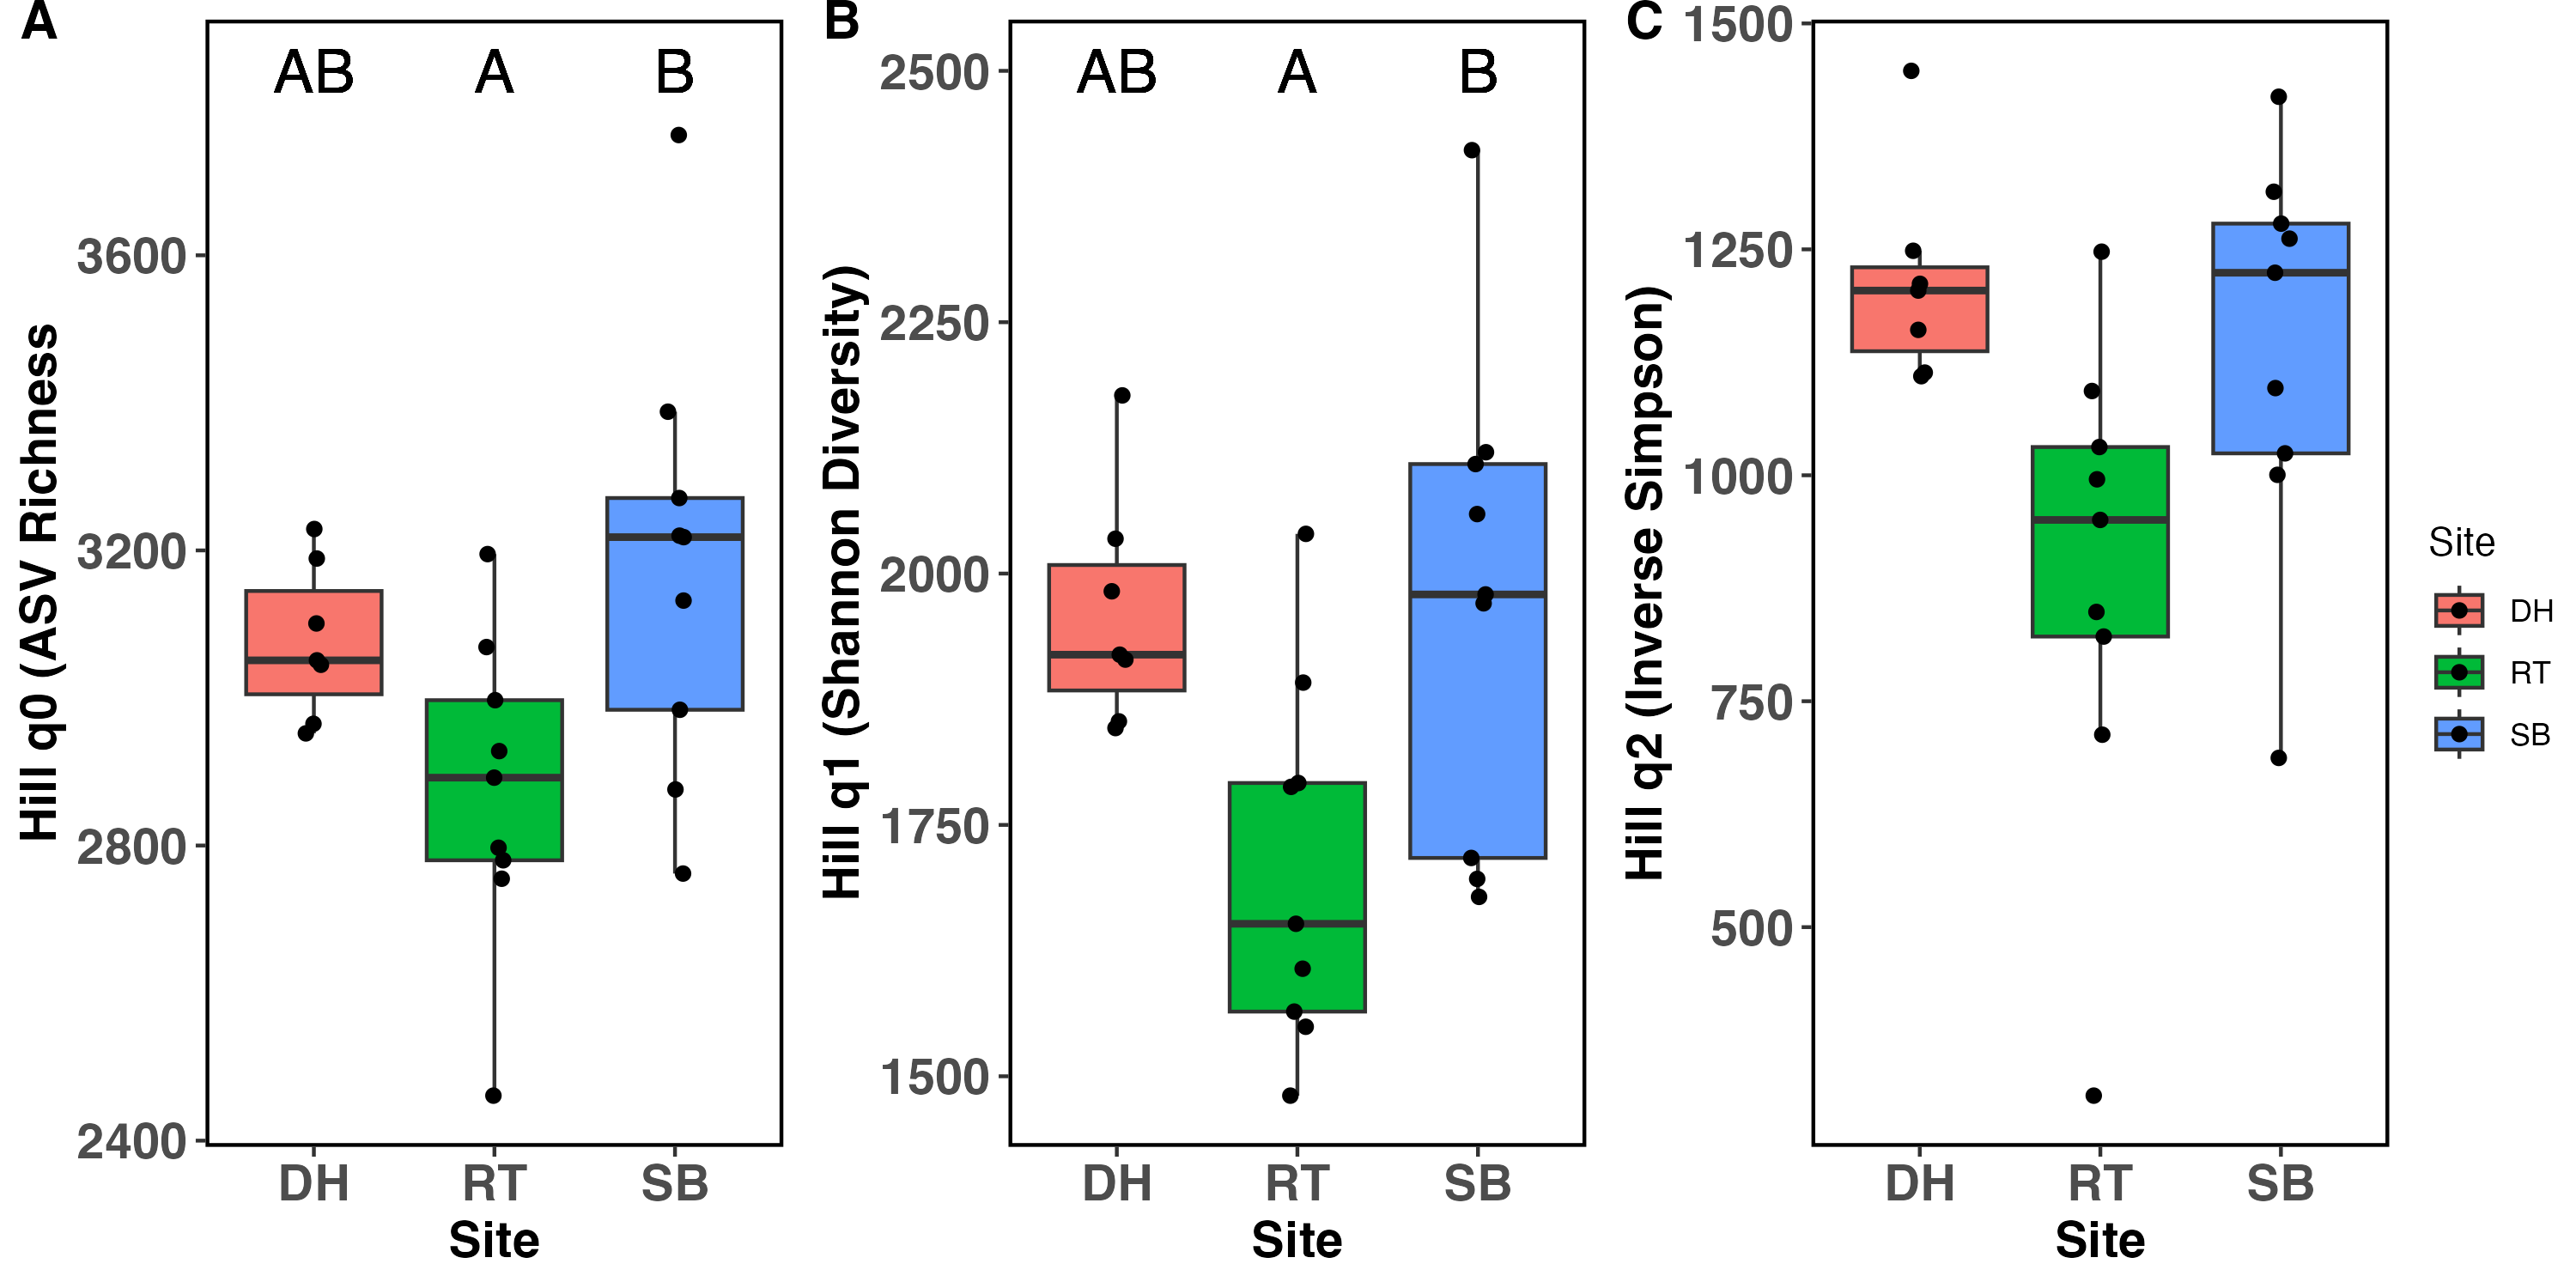 A
AB A B
3600
3200
2800
2400
Hill q0 (ASV Richness
DH RT SB
Site
B
AB A B
2500
2250
2000
1750
1500
Hill q1 (Shannon Diversity)
DH RT SB
Site
C
1500
1250
1000
750
500
Hill q2 (Inverse Simpson)
DH RT SB
Site
Site
DH
RT
SB